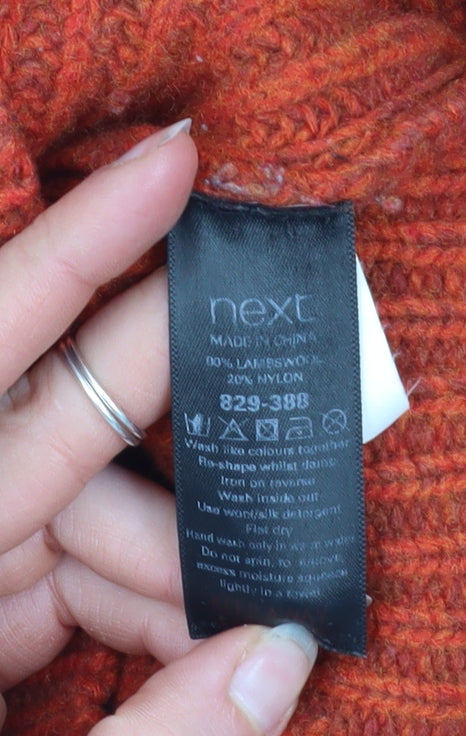 next
MADE IN CHINA
80% LAMBSWOOL
20% NYLON
829-388
Wash like colours together
Re-shape whilst damp
Iron on reverse
Wash inside out
Use wool/silk detergent
Flat dry
Hand wash only in warm water
Do not spin, to remove
excess moisture squeeze
lightly in a towel